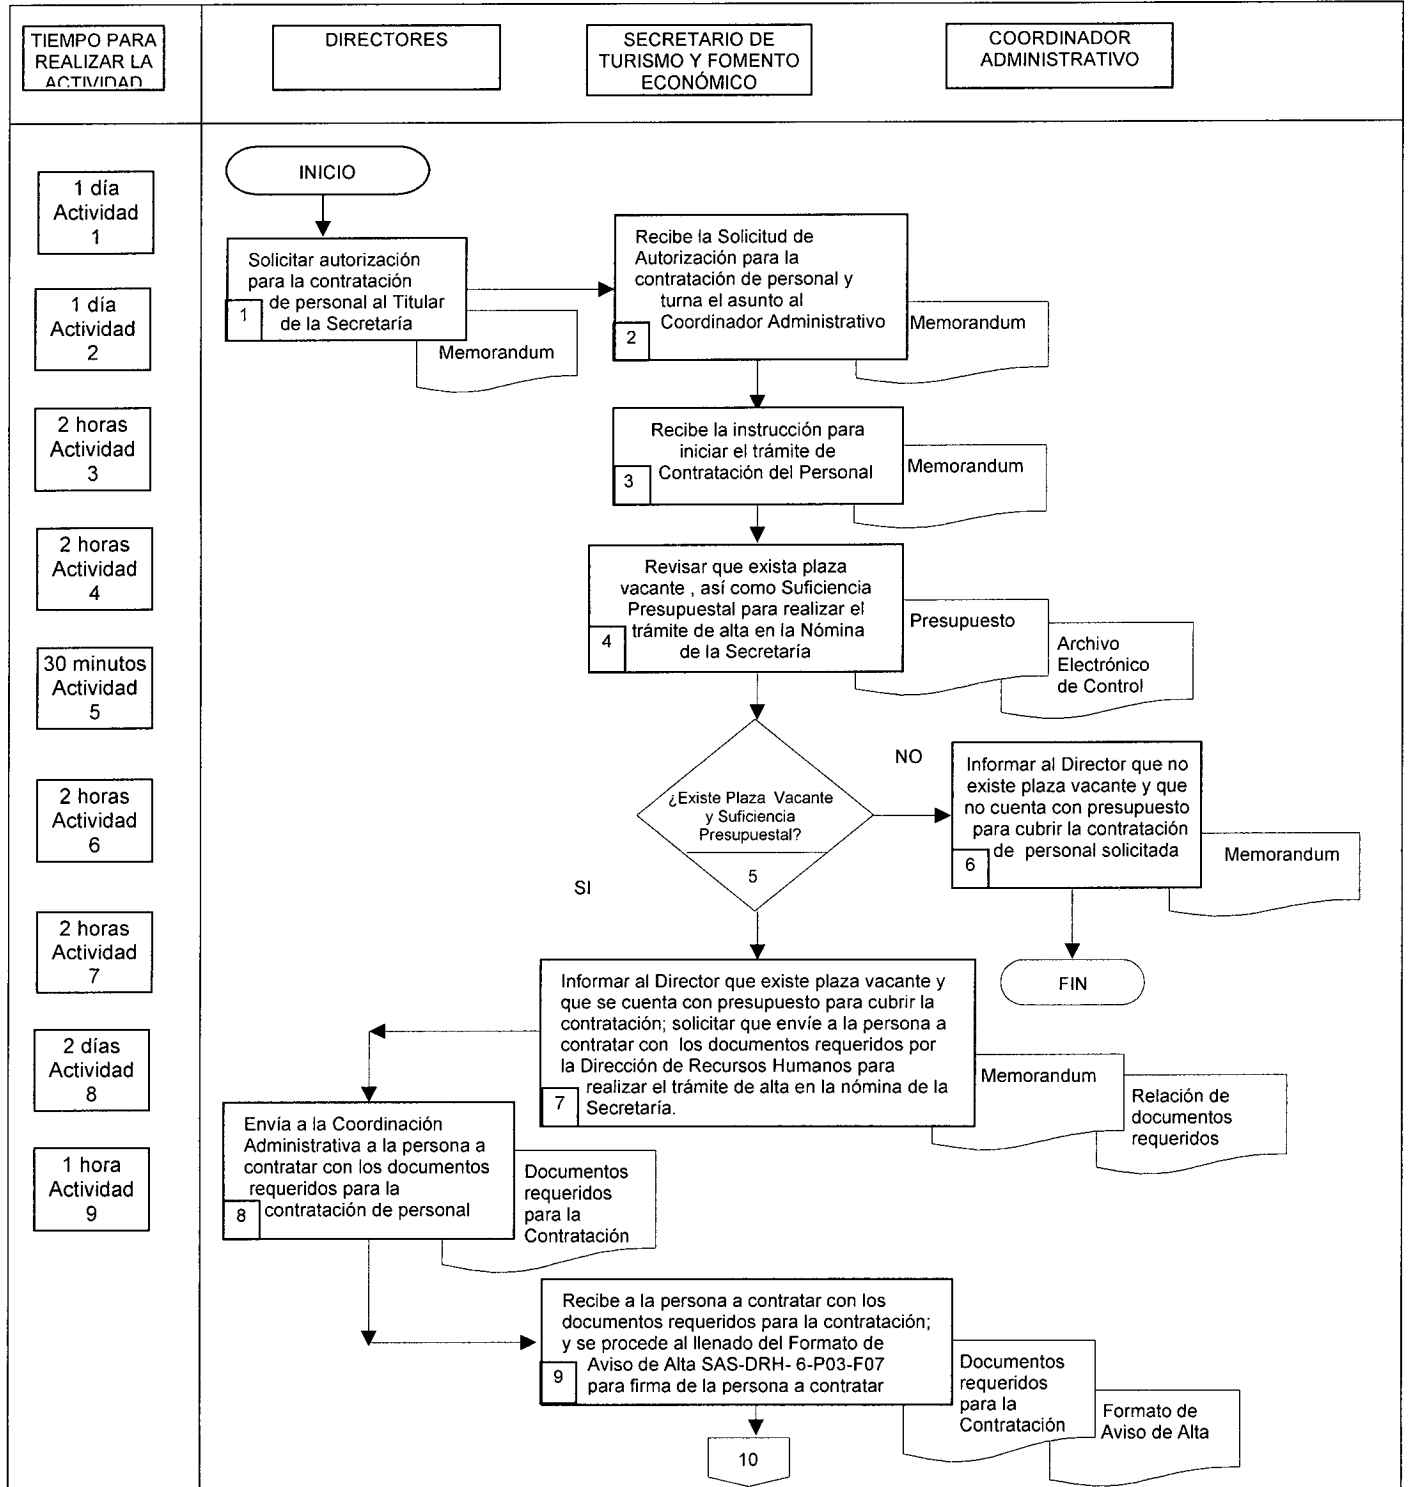 TIEMPO PARA
REALIZAR LA
ACTIVIDAD
DIRECTORES
SECRETARIO DE
TURISMO Y FOMENTO
ECONÓMICO
COORDINADOR
ADMINISTRATIVO
1 día
Actividad
1
1 día
Actividad
2
2 horas
Actividad
3
2 horas
Actividad
4
30 minutos
Actividad
5
2 horas
Actividad
6
2 horas
Actividad
7
2 días
Actividad
8
1 hora
Actividad
9
INICIO
Solicitar autorización
para la contratación
de personal al Titular
de la Secretaría
1
Memorandum
Recibe la Solicitud de
Autorización para la
contratación de personal y
turna el asunto al
Coordinador Administrativo
2
Memorandum
Recibe la instrucción para
iniciar el trámite de
Contratación del Personal
3
Memorandum
Revisar que exista plaza
vacante , así como Suficiencia
Presupuestal para realizar el
trámite de alta en la Nómina
de la Secretaría
4
Presupuesto
Archivo
Electrónico
de Control
¿Existe Plaza Vacante
y Suficiencia
Presupuestal?
5
NO
SI
Informar al Director que no
existe plaza vacante y que
no cuenta con presupuesto
para cubrir la contratación
de personal solicitada
6
Memorandum
FIN
Informar al Director que existe plaza vacante y
que se cuenta con presupuesto para cubrir la
contratación; solicitar que envíe a la persona a
contratar con los documentos requeridos por
la Dirección de Recursos Humanos para
realizar el trámite de alta en la nómina de la
Secretaría.
7
Memorandum
Relación de
documentos
requeridos
Envía a la Coordinación
Administrativa a la persona a
contratar con los documentos
requeridos para la
contratación de personal
8
Documentos
requeridos
para la
Contratación
Recibe a la persona a contratar con los
documentos requeridos para la contratación;
y se procede al llenado del Formato de
Aviso de Alta SAS-DRH- 6-P03-F07
para firma de la persona a contratar
9
Documentos
requeridos
para la
Contratación
Formato de
Aviso de Alta
10